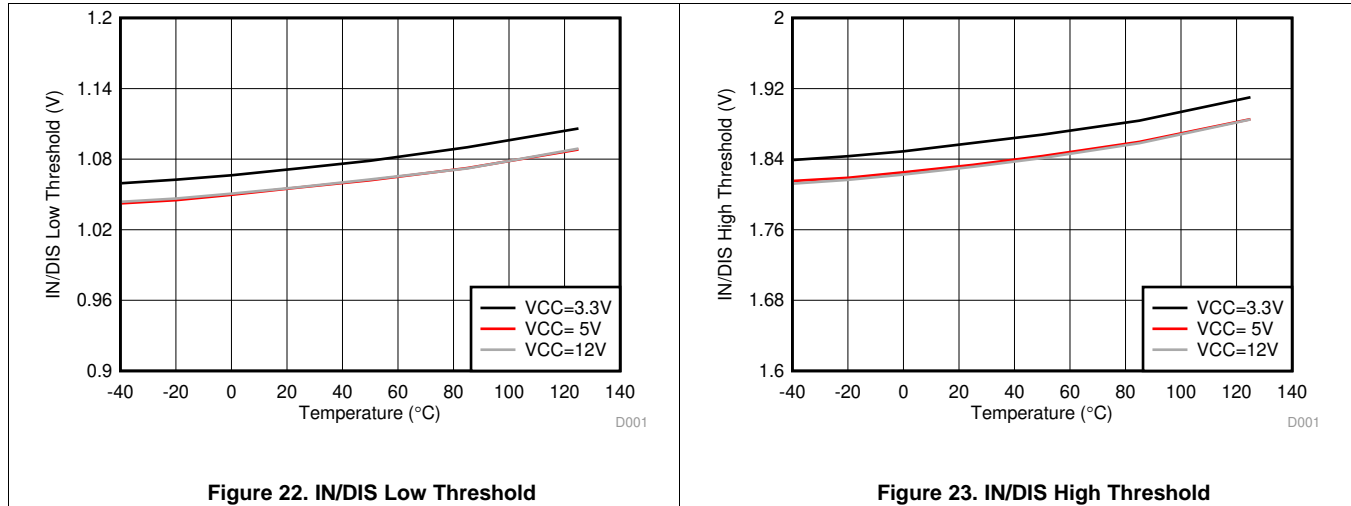 1.2
1.14
1.08
1.02
0.96
0.9
IN/DIS Low Threshold (V)
-40 -20 0 20 40 60 80 100 120 140
Temperature (°C)
VCC=3.3V
VCC= 5V
VCC=12V
D001
Figure 22. IN/DIS Low Threshold
2
1.92
1.84
1.76
1.68
1.6
IN/DIS High Threshold (V)
-40 -20 0 20 40 60 80 100 120 140
Temperature (°C)
VCC=3.3V
VCC= 5V
VCC=12V
D001
Figure 23. IN/DIS High Threshold